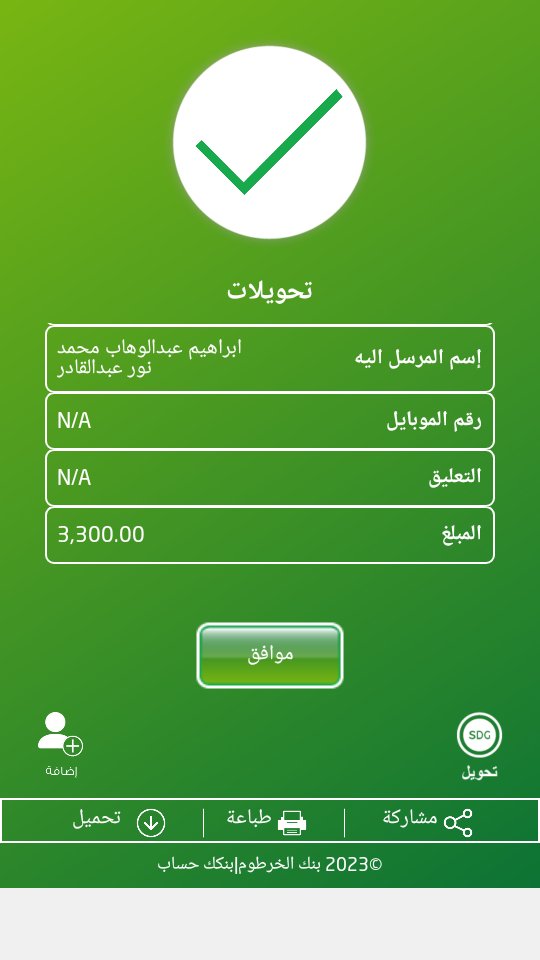 تحويلات
إسم المرسل اليه
ابراهيم عبدالوهاب محمد
نور عبدالقادر
رقم الموبايل N/A
التعليق N/A
المبلغ 3,300.00
موافق
SDG
تحويل
إضافة
مشاركة طباعة تحميل
©2023 بنك الخرطوم|بنكك حساب